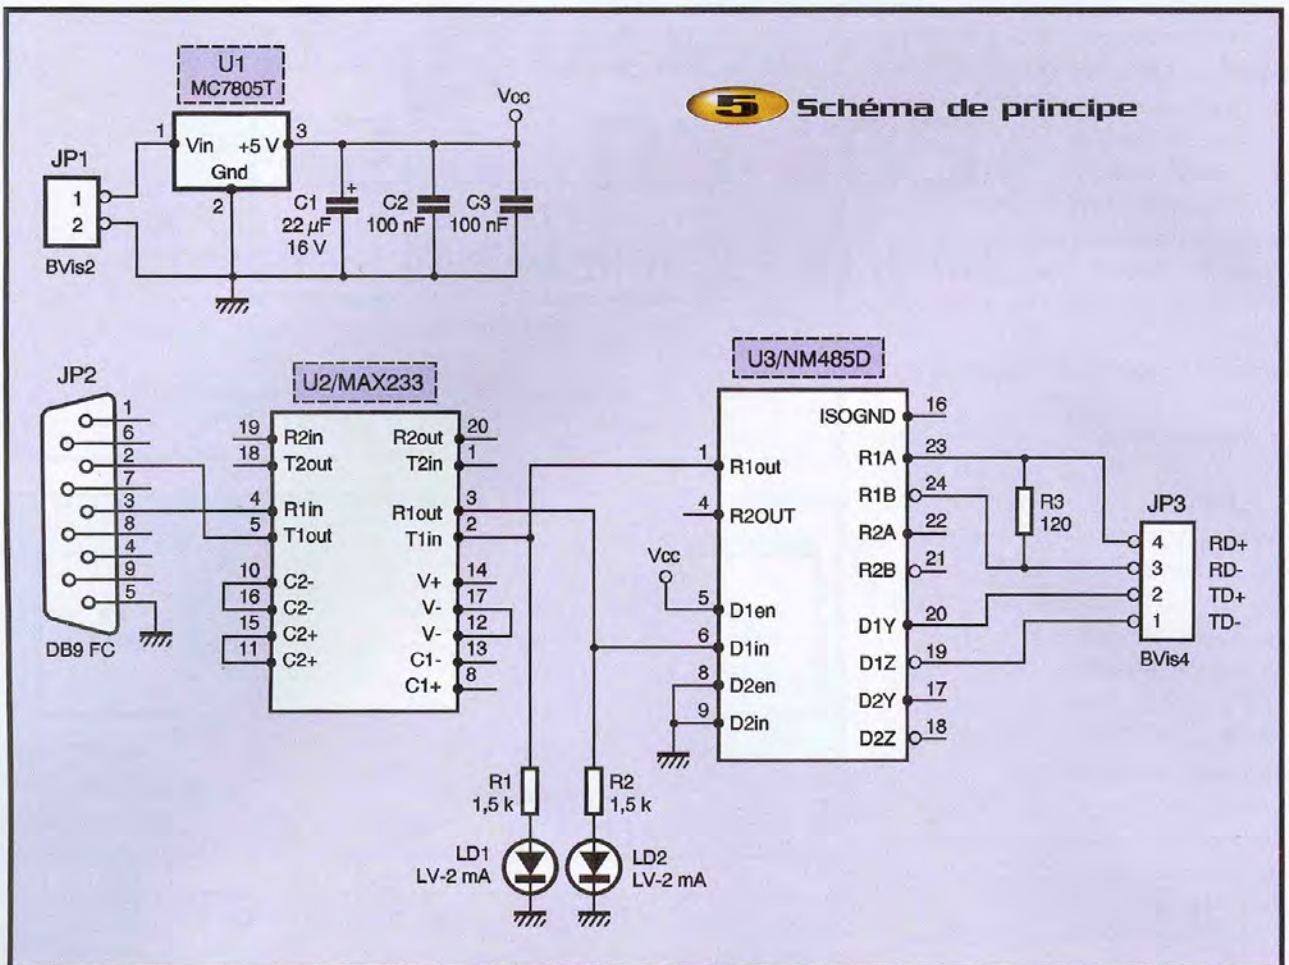 5 Schéma de principe
U1
MC7805T
Vcc
1 Vin +5 V 3
Gnd
2
JP1
1
2
BVis2
C1
22 µF
16 V
C2
100 nF
C3
100 nF
JP2
1
6
2
7
3
8
4
9
5
DB9 FC
U2/MAX233
19 R2in R2out 20
18 T2out T2in 1
4 R1in R1out 3
5 T1out T1in 2
10 C2- V+ 14
16 C2- V- 17
15 C2+ V- 12
11 C2+ C1- 13
C1+ 8
U3/NM485D
ISOGND 16
1 R1out R1A 23
R1B 24
4 R2OUT R2A 22
R2B 21
Vcc
5 D1en D1Y 20
6 D1in D1Z 19
8 D2en D2Y 17
9 D2in D2Z 18
R3
120
JP3
4 RD+
3 RD-
2 TD+
1 TD-
BVis4
R1
1,5 k
R2
1,5 k
LD1
LV-2 mA
LD2
LV-2 mA